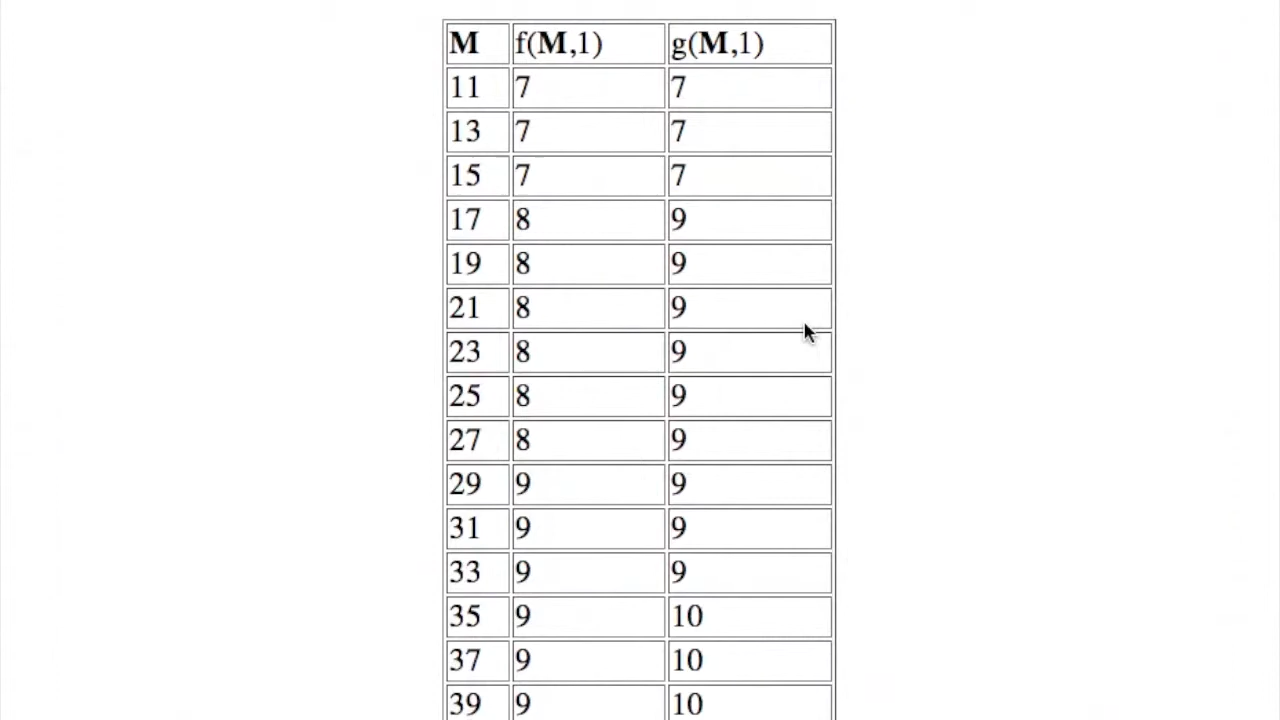 M f(M,1) g(M,1)
11 7 7
13 7 7
15 7 7
17 8 9
19 8 9
21 8 9
23 8 9
25 8 9
27 8 9
29 9 9
31 9 9
33 9 9
35 9 10
37 9 10
39 9 10